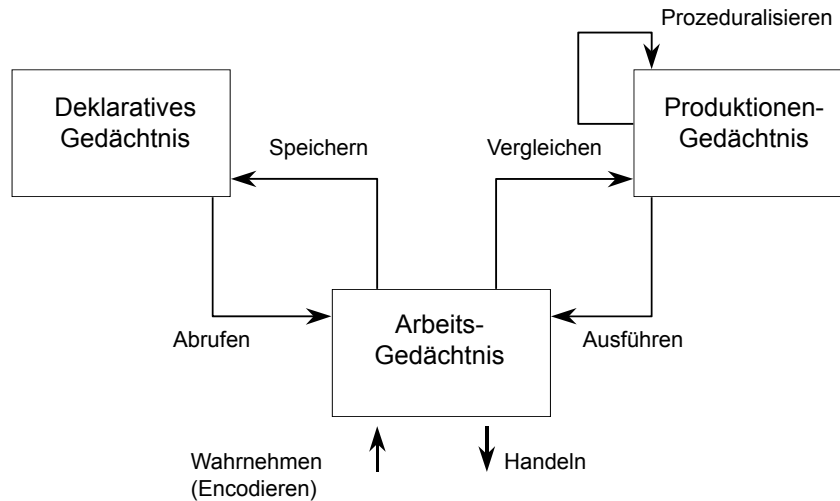 Prozeduralisieren
Deklaratives
Gedächtnis
Produktionen-
Gedächtnis
Speichern
Vergleichen
Abrufen
Arbeits-
Gedächtnis
Ausführen
Wahrnehmen
(Encodieren)
Handeln